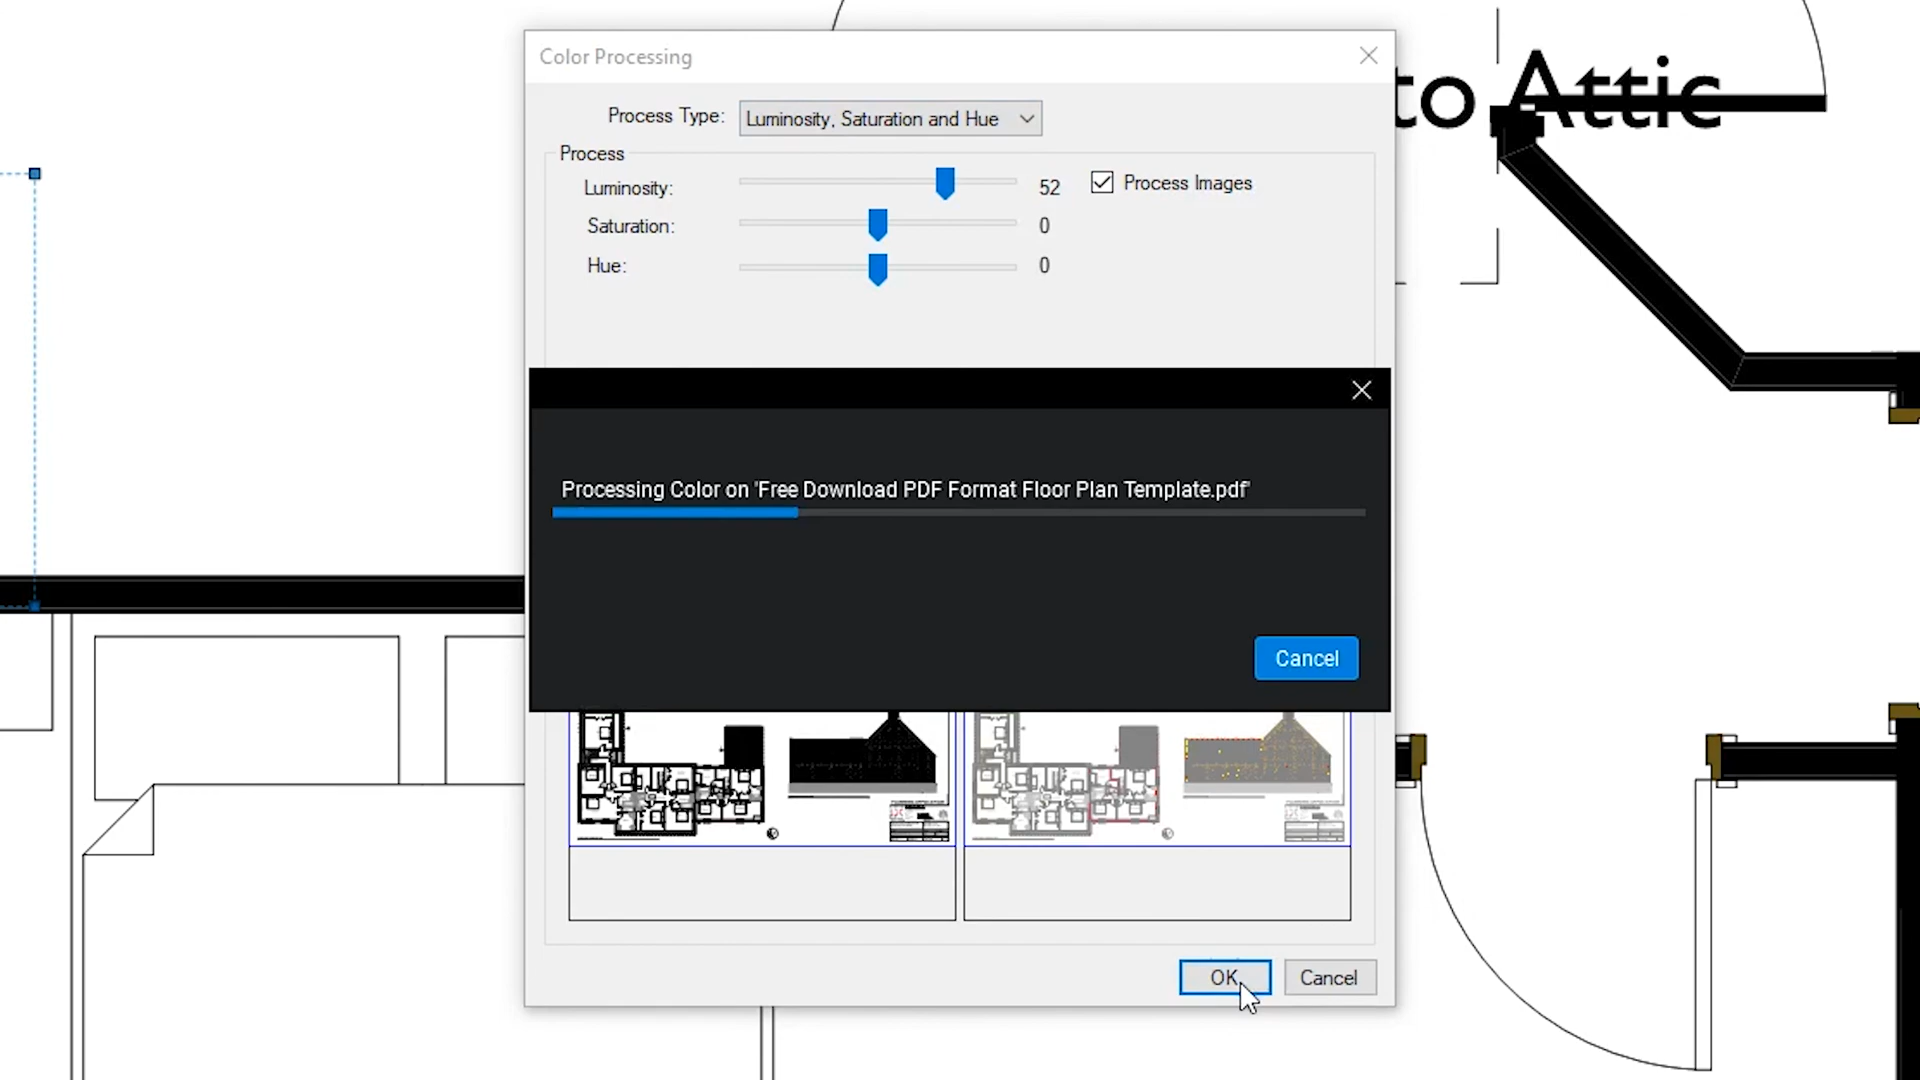 Color Processing
to Attic
Process Type: Luminosity, Saturation and Hue
Process
Luminosity: 52 Process Images
Saturation: 0
Hue: 0
Processing Color on 'Free Download PDF Format Floor Plan Template.pdf'
Cancel
OK Cancel